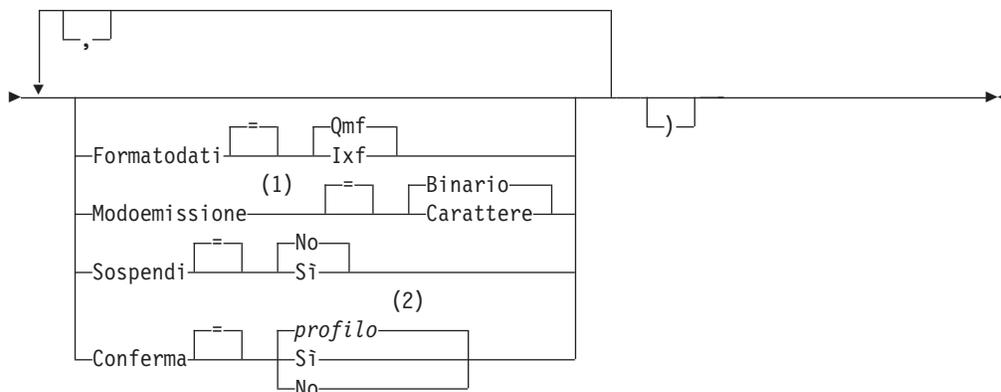 ,
= Qmf
Formatodati Ixf
(1)
= Binario
Modoemissione Carattere
= No
Sospendi Sì
(2)
= profilo
Conferma Sì
No
)